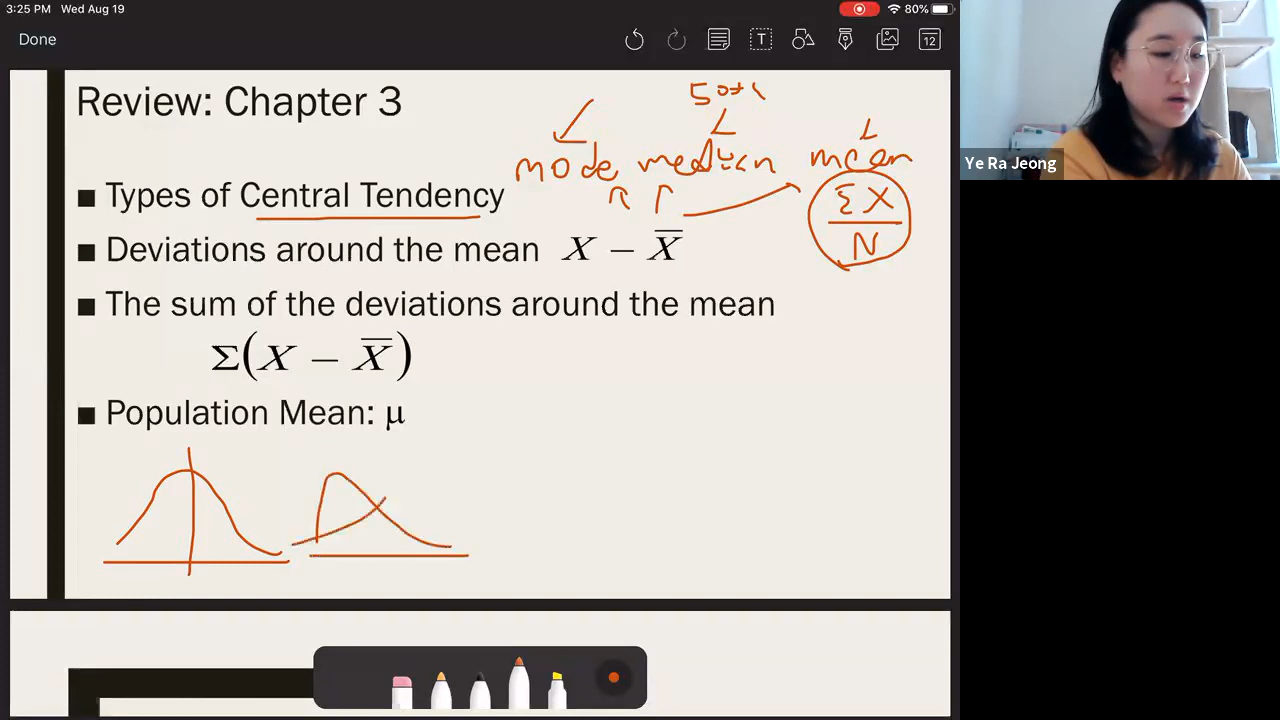 3:25 PM Wed Aug 19
80%
Done
T
12
Review: Chapter 3
50th
mode median mean
■ Types of Central Tendency
ΣX
N
■ Deviations around the mean X − X̅
■ The sum of the deviations around the mean
Σ(X − X̅)
■ Population Mean: μ
Ye Ra Jeong